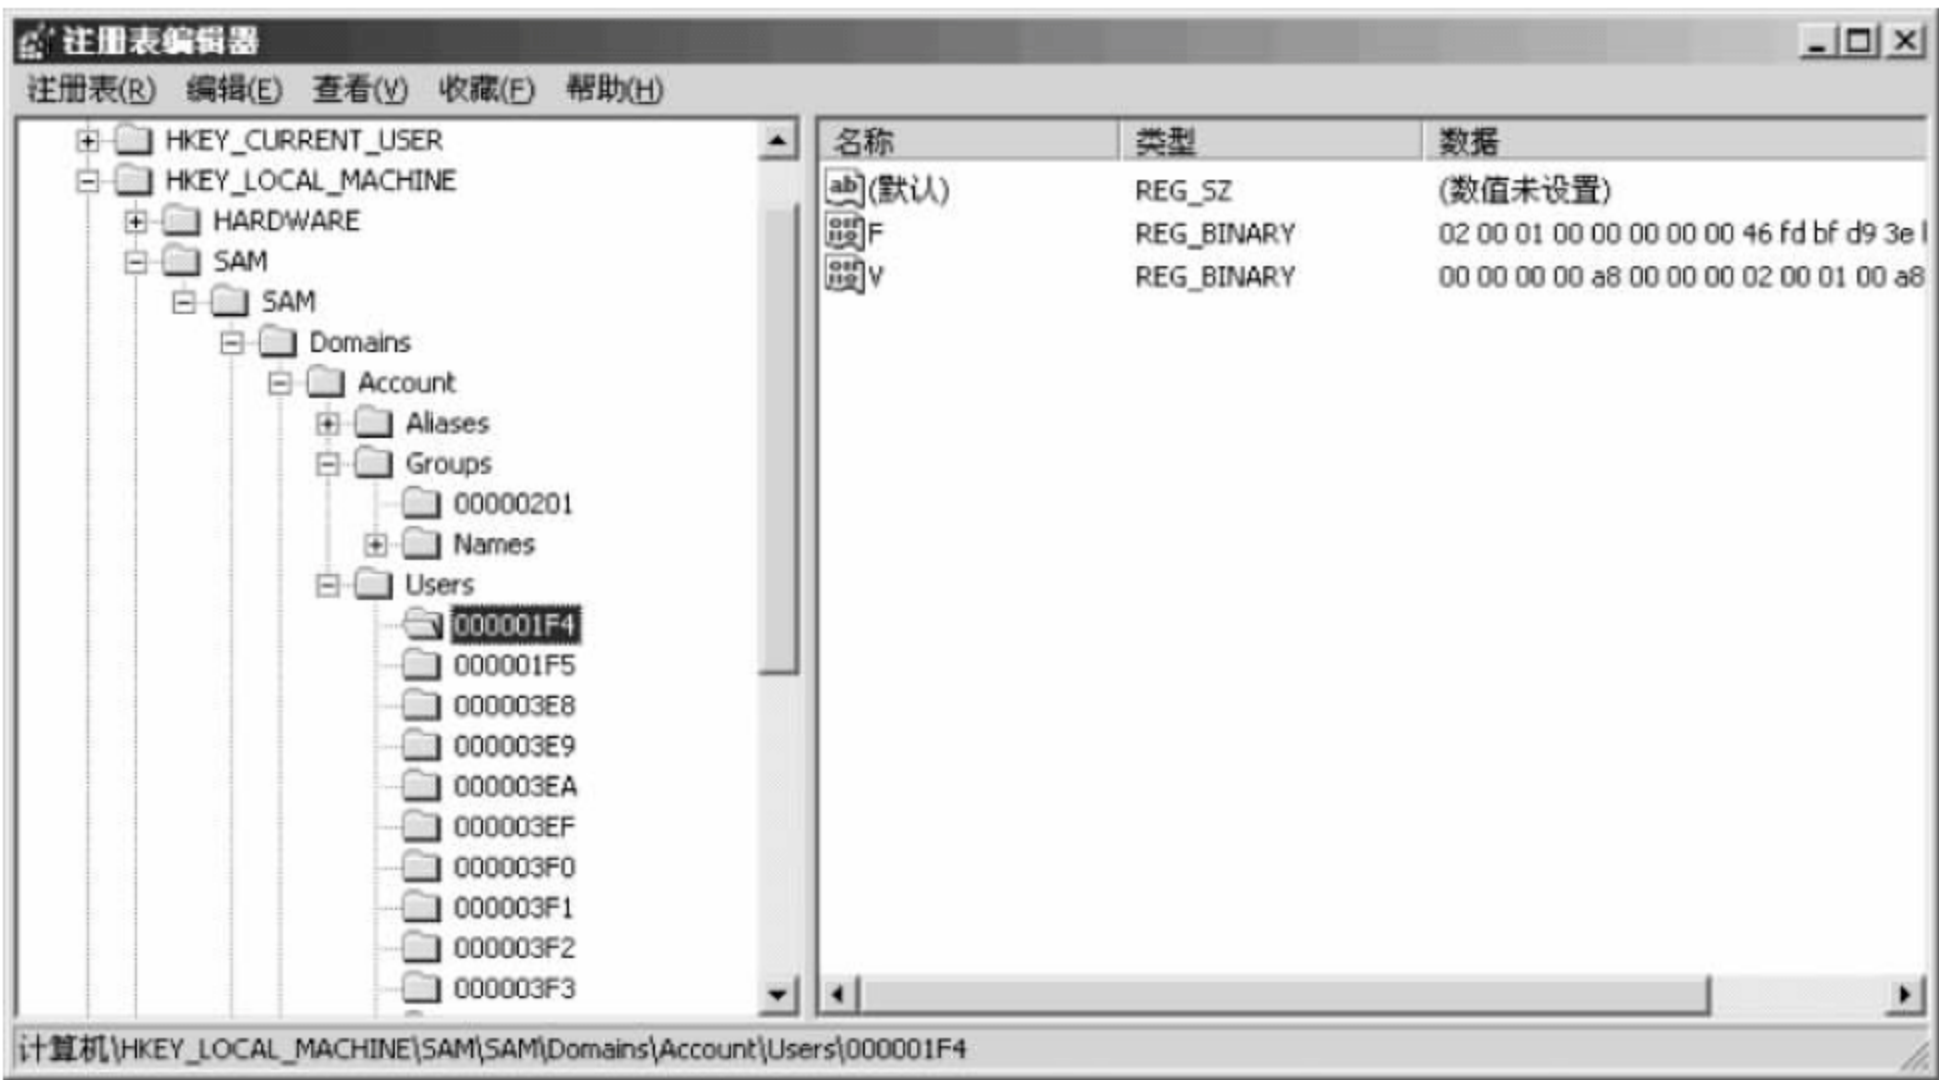 注册表编辑器
注册表(R) 编辑(E) 查看(V) 收藏(F) 帮助(H)
HKEY_CURRENT_USER
HKEY_LOCAL_MACHINE
HARDWARE
SAM
SAM
Domains
Account
Aliases
Groups
00000201
Names
Users
000001F4
000001F5
000003E8
000003E9
000003EA
000003EF
000003F0
000003F1
000003F2
000003F3
名称 类型 数据
(默认) REG_SZ (数值未设置)
F REG_BINARY 02 00 01 00 00 00 00 00 46 fd bf d9 3e
V REG_BINARY 00 00 00 00 a8 00 00 00 02 00 01 00 a8
计算机\HKEY_LOCAL_MACHINE\SAM\SAM\Domains\Account\Users\000001F4